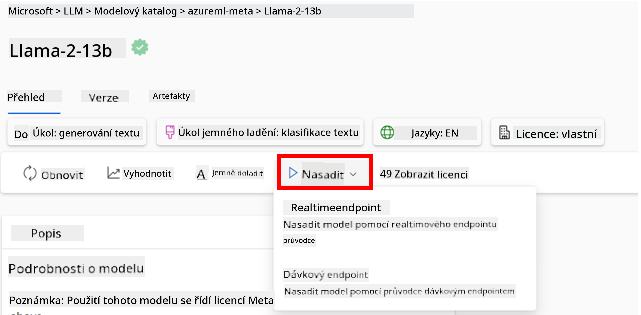 Microsoft > LLM > Modelový katalog > azureml-meta > Llama-2-13b
Llama-2-13b
Přehled Verze Artefakty
Do Úkol: generování textu Úkol jemného ladění: klasifikace textu Jazyky: EN Licence: vlastní
Obnovit Vyhodnotit Jemně doladit Nasadit 49 Zobrazit licenci
Realtimeendpoint
Nasadit model pomocí realtimového endpointu
průvodce
Popis
Podrobnosti o modelu
Dávkový endpoint
Nasadit model pomocí průvodce dávkovým endpointem
Poznámka: Použití tohoto modelu se řídí licencí Meta